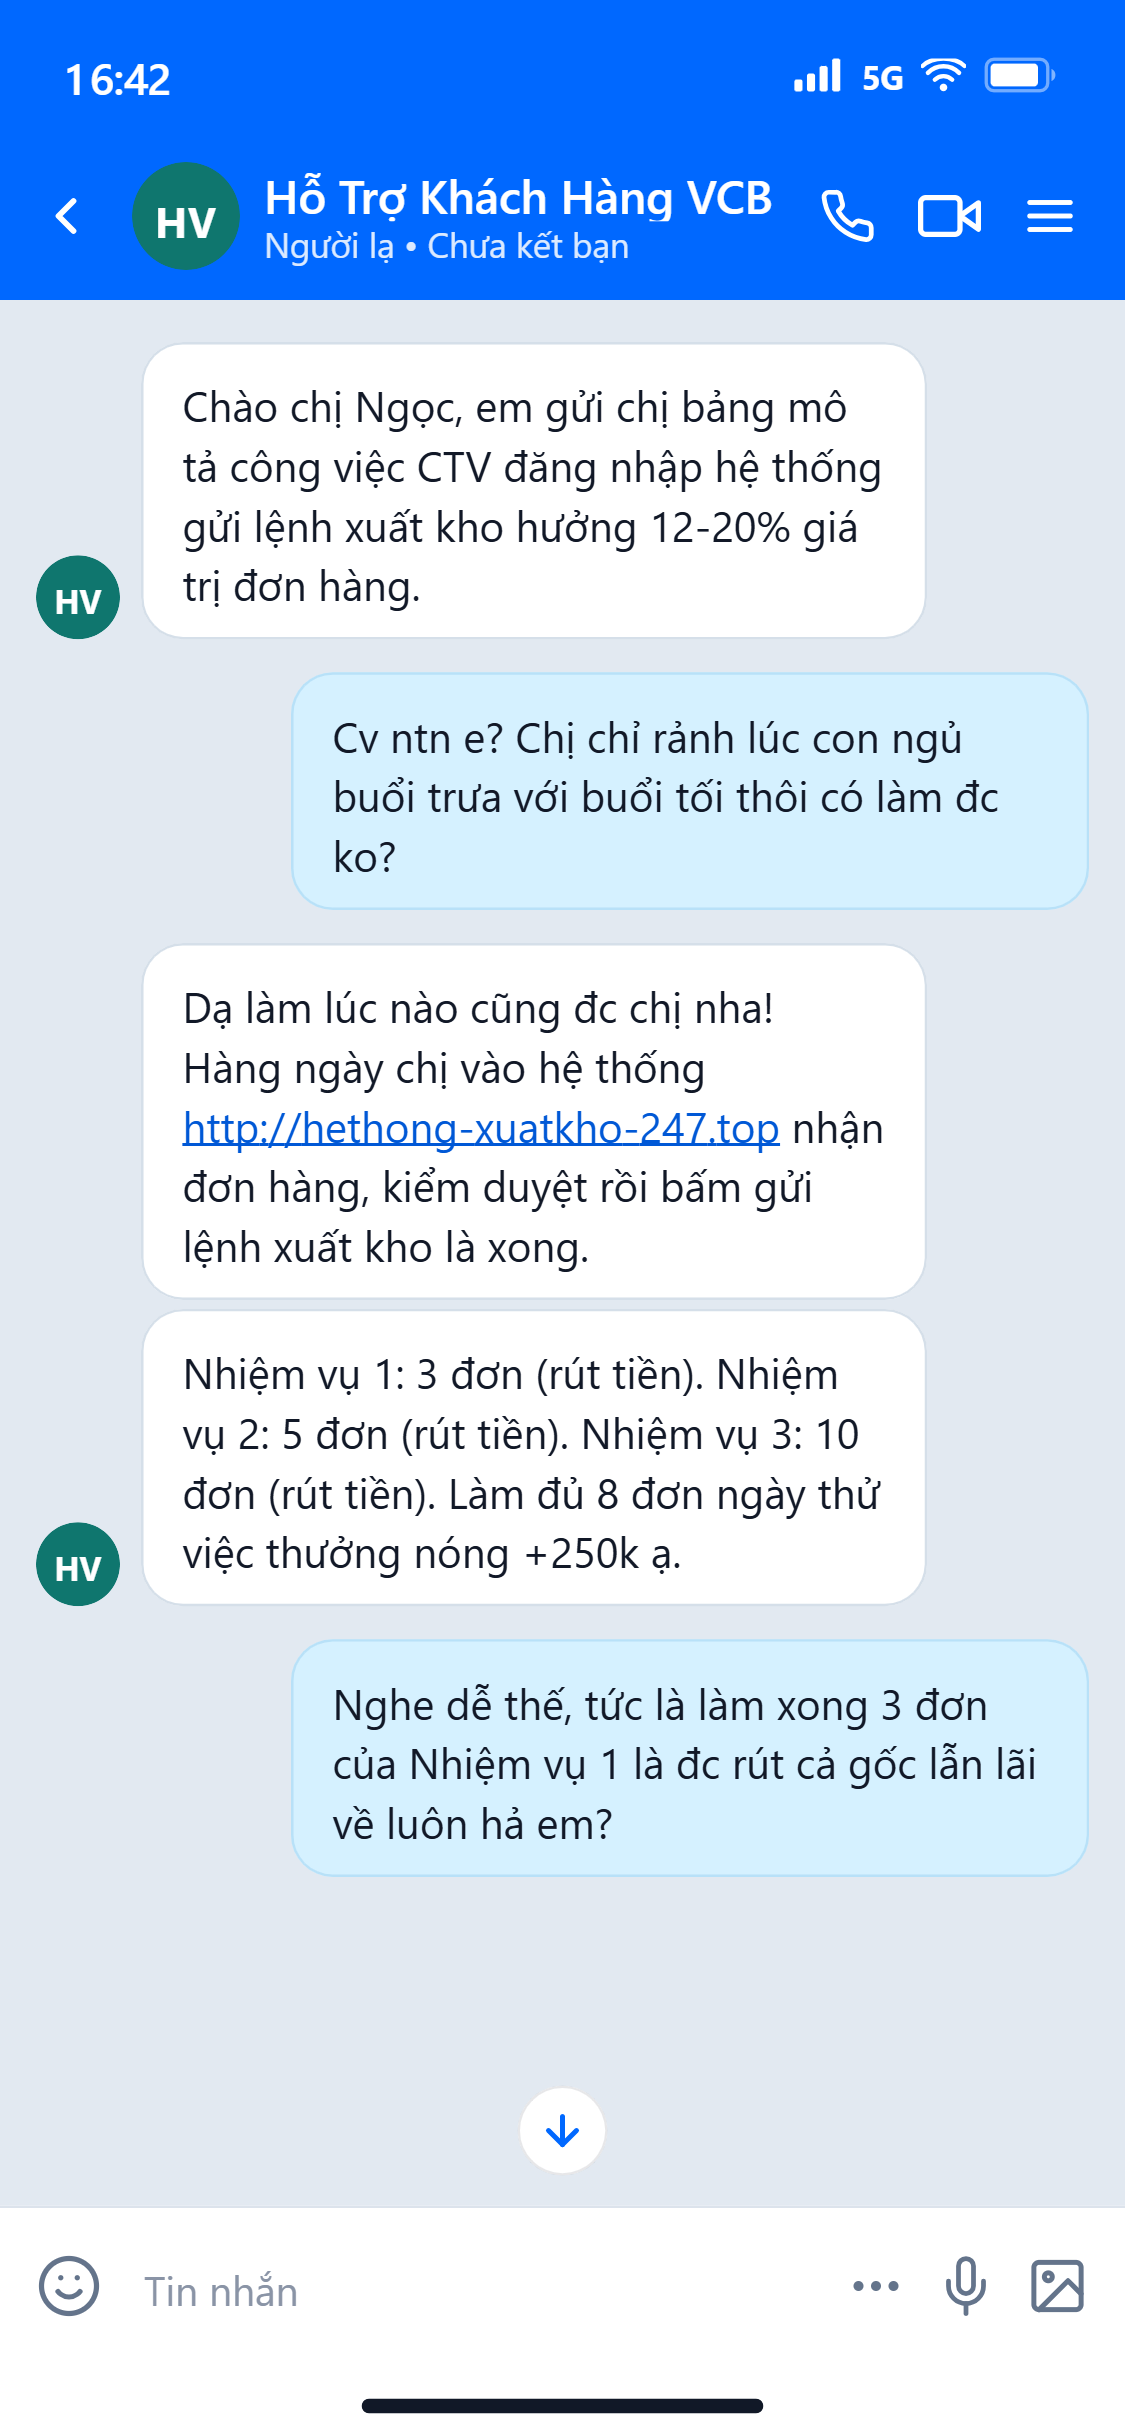 16:42
5G
HV
Hỗ Trợ Khách Hàng VCB
Người lạ • Chưa kết bạn
Chào chị Ngọc, em gửi chị bảng mô
tả công việc CTV đăng nhập hệ thống
gửi lệnh xuất kho hưởng 12-20% giá
trị đơn hàng.
HV
Cv ntn e? Chị chỉ rảnh lúc con ngủ
buổi trưa với buổi tối thôi có làm đc
ko?
Dạ làm lúc nào cũng đc chị nha!
Hàng ngày chị vào hệ thống
http://hethong-xuatkho-247.top nhận
đơn hàng, kiểm duyệt rồi bấm gửi
lệnh xuất kho là xong.
Nhiệm vụ 1: 3 đơn (rút tiền). Nhiệm
vụ 2: 5 đơn (rút tiền). Nhiệm vụ 3: 10
đơn (rút tiền). Làm đủ 8 đơn ngày thử
việc thưởng nóng +250k ạ.
HV
Nghe dễ thế, tức là làm xong 3 đơn
của Nhiệm vụ 1 là đc rút cả gốc lẫn lãi
về luôn hả em?
Tin nhắn